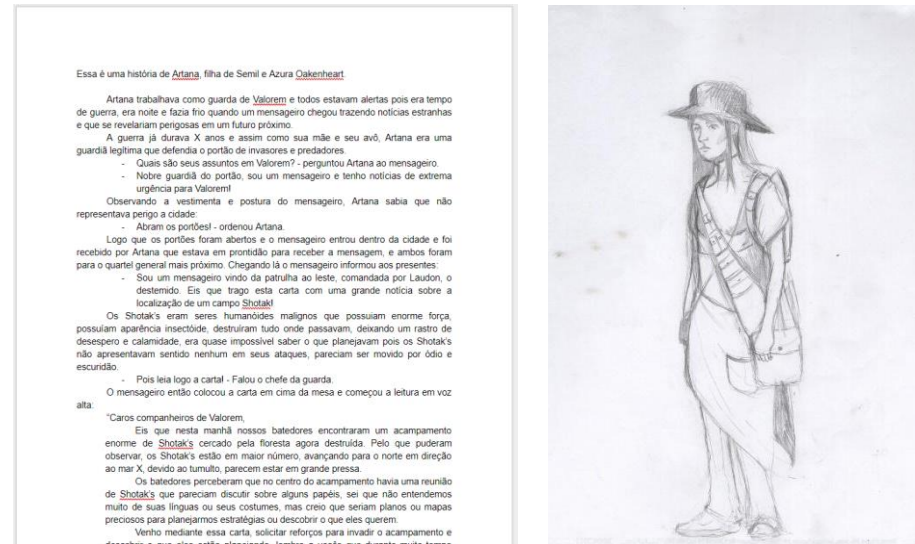 Essa é uma história de Artana, filha de Semil e Azura Oakenheart.
Artana trabalhava como guarda de Valorem e todos estavam alertas pois era tempo
de guerra, era noite e fazia frio quando um mensageiro chegou trazendo notícias estranhas
e que se revelariam perigosas em um futuro próximo.
A guerra já durava X anos e assim como sua mãe e seu avô, Artana era uma
guardiã legítima que defendia o portão de invasores e predadores.
- Quais são seus assuntos em Valorem? - perguntou Artana ao mensageiro.
- Nobre guardiã do portão, sou um mensageiro e tenho notícias de extrema
urgência para Valorem!
Observando a vestimenta e postura do mensageiro, Artana sabia que não
representava perigo a cidade:
- Abram os portões! - ordenou Artana.
Logo que os portões foram abertos e o mensageiro entrou dentro da cidade e foi
recebido por Artana que estava em prontidão para receber a mensagem, e ambos foram
para o quartel general mais próximo. Chegando lá o mensageiro informou aos presentes:
- Sou um mensageiro vindo da patrulha ao leste, comandada por Laudon, o
destemido. Eis que trago esta carta com uma grande notícia sobre a
localização de um campo Shotak!
Os Shotak's eram seres humanóides malignos que possuiam enorme força,
possuíam aparência insectóide, destruíram tudo onde passavam, deixando um rastro de
desespero e calamidade, era quase impossível saber o que planejavam pois os Shotak's
não apresentavam sentido nenhum em seus ataques, pareciam ser movido por ódio e
escuridão.
- Pois leia logo a carta! - Falou o chefe da guarda.
O mensageiro então colocou a carta em cima da mesa e começou a leitura em voz
alta:
"Caros companheiros de Valorem,
Eis que nesta manhã nossos batedores encontraram um acampamento
enorme de Shotak's cercado pela floresta agora destruída. Pelo que puderam
observar, os Shotak's estão em maior número, avançando para o norte em direção
ao mar X, devido ao tumulto, parecem estar em grande pressa.
Os batedores perceberam que no centro do acampamento havia uma reunião
de Shotak's que pareciam discutir sobre alguns papéis, sei que não entendemos
muito de suas línguas ou seus costumes, mas creio que seriam planos ou mapas
preciosos para planejarmos estratégias ou descobrir o que eles querem.
Venho mediante essa carta, solicitar reforços para invadir o acampamento e